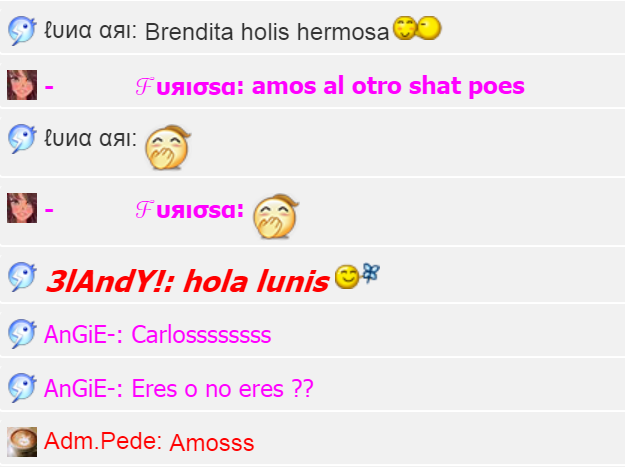 ℓυиα αяι: Brendita holis hermosa
- ℱυяισѕα: amos al otro shat poes
ℓυиα αяι:
- ℱυяισѕα:
3lAndY!: hola lunis
AnGiE-: Carlossssssss
AnGiE-: Eres o no eres ??
Adm.Pede: Amosss